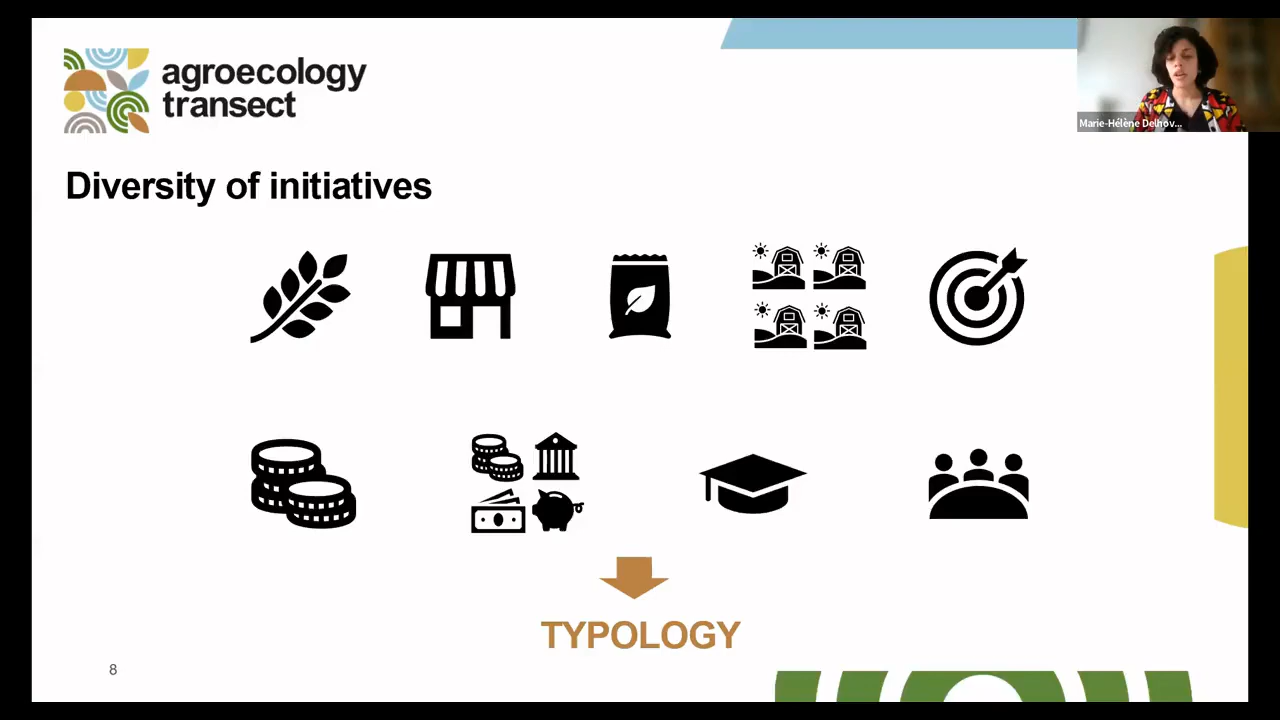 agroecology
transect
Marie-Hélène Delhov...
Diversity of initiatives
TYPOLOGY
8